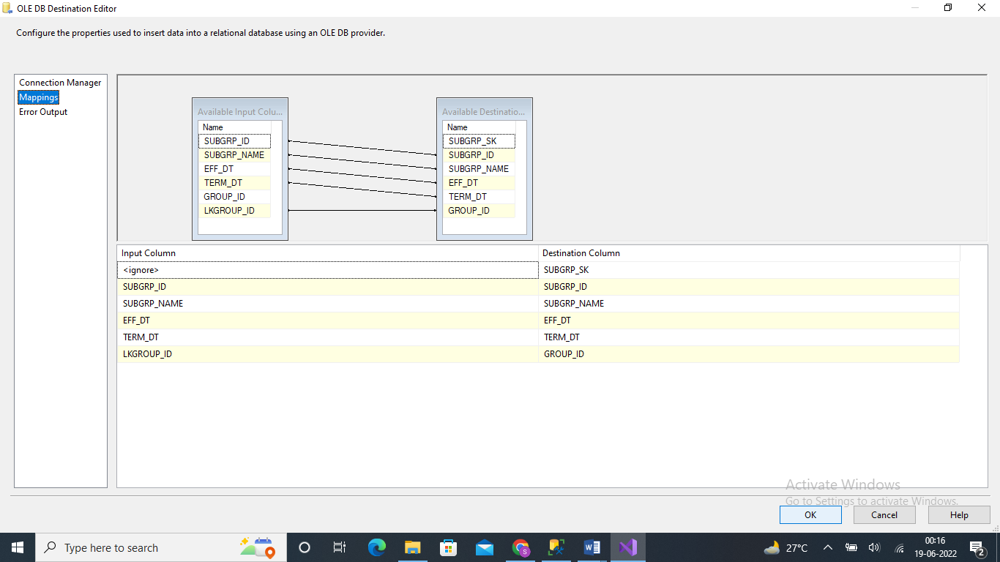 OLE DB Destination Editor
Configure the properties used to insert data into a relational database using an OLE DB provider.
Connection Manager
Mappings
Error Output
Available Input Colu...
Name
SUBGRP_ID
SUBGRP_NAME
EFF_DT
TERM_DT
GROUP_ID
LKGROUP_ID
Available Destinatio...
Name
SUBGRP_SK
SUBGRP_ID
SUBGRP_NAME
EFF_DT
TERM_DT
GROUP_ID
Input Column Destination Column
<ignore> SUBGRP_SK
SUBGRP_ID SUBGRP_ID
SUBGRP_NAME SUBGRP_NAME
EFF_DT EFF_DT
TERM_DT TERM_DT
LKGROUP_ID GROUP_ID
Activate Windows
Go to Settings to activate Windows.
OK Cancel Help
Type here to search
S
W
27°C
00:16
19-06-2022
2